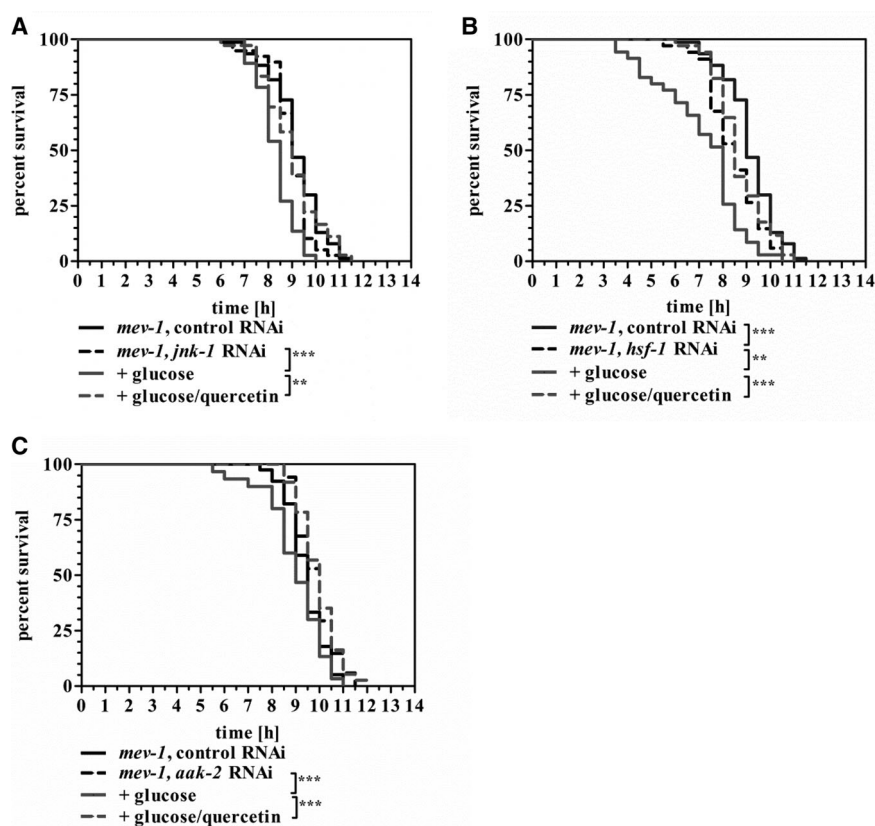 A
percent survival
100
75
50
25
0
0 1 2 3 4 5 6 7 8 9 10 11 12 13 14
time [h]
mev-1, control RNAi
mev-1, jnk-1 RNAi
***
+ glucose
**
+ glucose/quercetin
B
percent survival
100
75
50
25
0
0 1 2 3 4 5 6 7 8 9 10 11 12 13 14
time [h]
mev-1, control RNAi
***
mev-1, hsf-1 RNAi
**
+ glucose
***
+ glucose/quercetin
C
percent survival
100
75
50
25
0
0 1 2 3 4 5 6 7 8 9 10 11 12 13 14
time [h]
mev-1, control RNAi
mev-1, aak-2 RNAi
***
+ glucose
***
+ glucose/quercetin